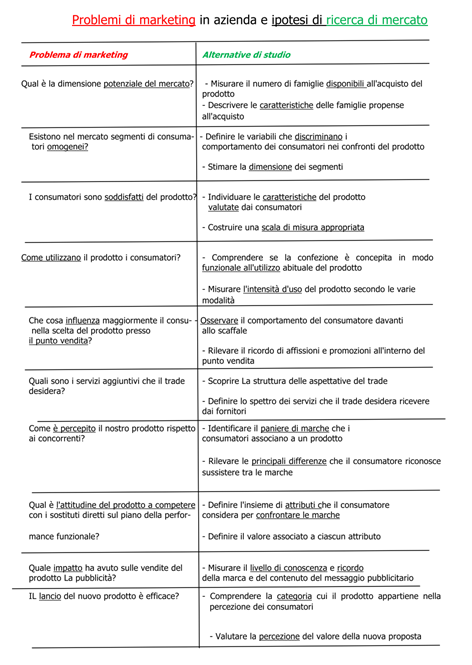 Problemi di marketing in azienda e ipotesi di ricerca di mercato
Problema di marketing
Alternative di studio
Qual è la dimensione potenziale del mercato?
- Misurare il numero di famiglie disponibili all'acquisto del
prodotto
- Descrivere le caratteristiche delle famiglie propense
all'acquisto
Esistono nel mercato segmenti di consuma-
tori omogenei?
- Definire le variabili che discriminano i
comportamento dei consumatori nei confronti del prodotto
- Stimare la dimensione dei segmenti
I consumatori sono soddisfatti del prodotto?
- Individuare le caratteristiche del prodotto
valutate dai consumatori
- Costruire una scala di misura appropriata
Come utilizzano il prodotto i consumatori?
- Comprendere se la confezione è concepita in modo
funzionale all'utilizzo abituale del prodotto
- Misurare l'intensità d'uso del prodotto secondo le varie
modalità
Che cosa influenza maggiormente il consu-
nella scelta del prodotto presso
il punto vendita?
- Osservare il comportamento del consumatore davanti
allo scaffale
- Rilevare il ricordo di affissioni e promozioni all'interno del
punto vendita
Quali sono i servizi aggiuntivi che il trade
desidera?
- Scoprire La struttura delle aspettative del trade
- Definire lo spettro dei servizi che il trade desidera ricevere
dai fornitori
Come è percepito il nostro prodotto rispetto
ai concorrenti?
- Identificare il paniere di marche che i
consumatori associano a un prodotto
- Rilevare le principali differenze che il consumatore riconosce
sussistere tra le marche
Qual è l'attitudine del prodotto a competere
con i sostituti diretti sul piano della perfor-
mance funzionale?
- Definire l'insieme di attributi che il consumatore
considera per confrontare le marche
- Definire il valore associato a ciascun attributo
Quale impatto ha avuto sulle vendite del
prodotto La pubblicità?
- Misurare il livello di conoscenza e ricordo
della marca e del contenuto del messaggio pubblicitario
IL lancio del nuovo prodotto è efficace?
- Comprendere la categoria cui il prodotto appartiene nella
percezione dei consumatori
- Valutare la percezione del valore della nuova proposta